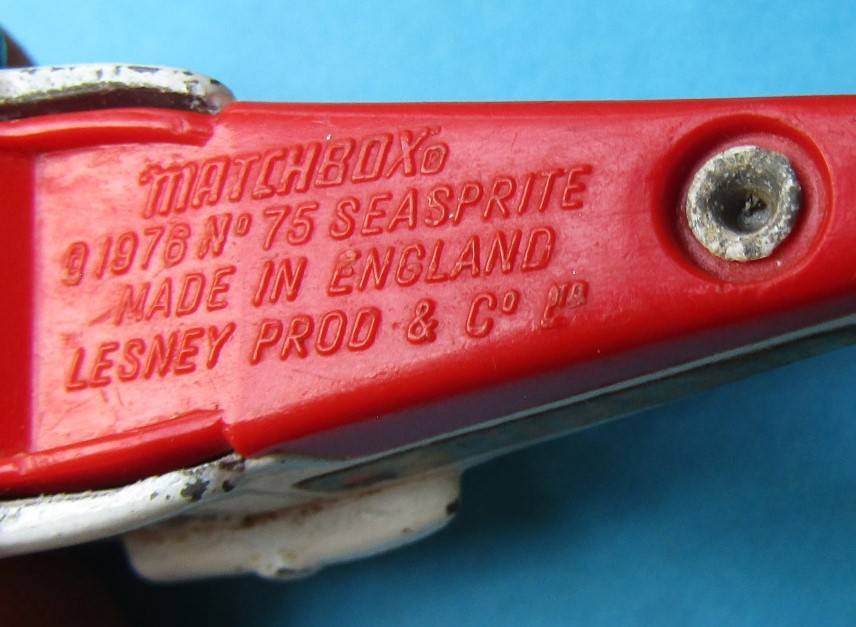 MATCHBOX®
© 1976 Nº 75 SEASPRITE
MADE IN ENGLAND
LESNEY PROD & Cº LTD